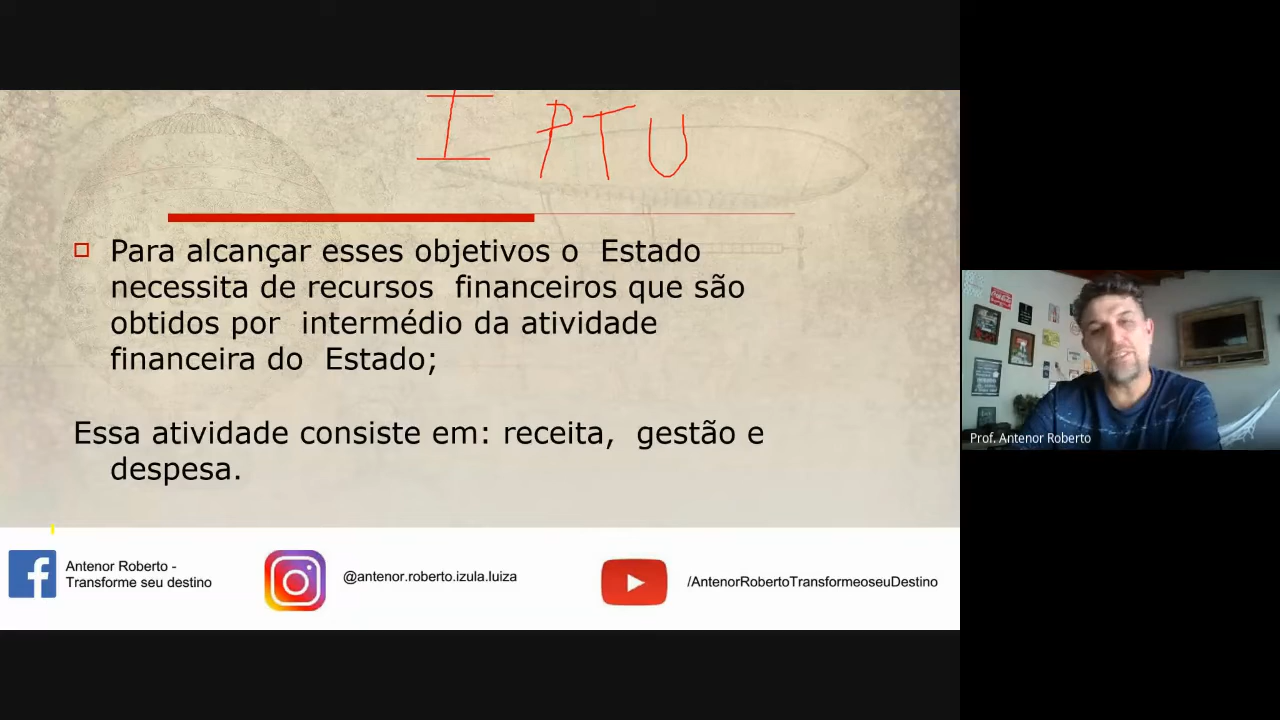 I PTU
Para alcançar esses objetivos o Estado
necessita de recursos financeiros que são
obtidos por intermédio da atividade
financeira do Estado;
Essa atividade consiste em: receita, gestão e
despesa.
Antenor Roberto -
Transforme seu destino
@antenor.roberto.izula.luiza
/AntenorRobertoTransformeoseuDestino
Prof. Antenor Roberto